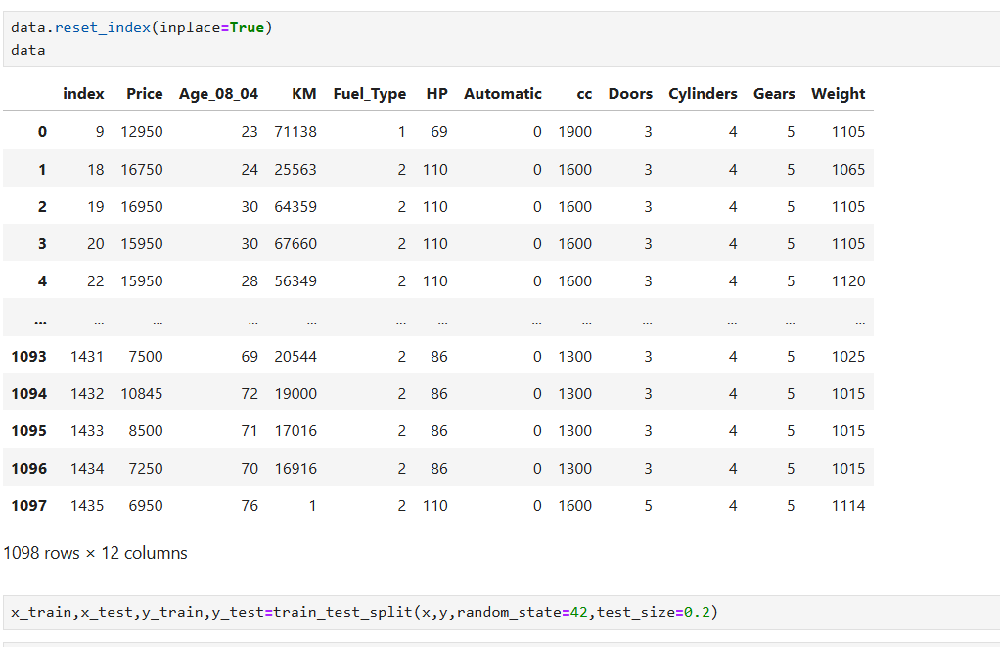 data.reset_index(inplace=True)
data
index Price Age_08_04 KM Fuel_Type HP Automatic cc Doors Cylinders Gears Weight
0 9 12950 23 71138 1 69 0 1900 3 4 5 1105
1 18 16750 24 25563 2 110 0 1600 3 4 5 1065
2 19 16950 30 64359 2 110 0 1600 3 4 5 1105
3 20 15950 30 67660 2 110 0 1600 3 4 5 1105
4 22 15950 28 56349 2 110 0 1600 3 4 5 1120
... ... ... ... ... ... ... ... ... ... ... ... ...
1093 1431 7500 69 20544 2 86 0 1300 3 4 5 1025
1094 1432 10845 72 19000 2 86 0 1300 3 4 5 1015
1095 1433 8500 71 17016 2 86 0 1300 3 4 5 1015
1096 1434 7250 70 16916 2 86 0 1300 3 4 5 1015
1097 1435 6950 76 1 2 110 0 1600 5 4 5 1114
1098 rows × 12 columns
x_train,x_test,y_train,y_test=train_test_split(x,y,random_state=42,test_size=0.2)